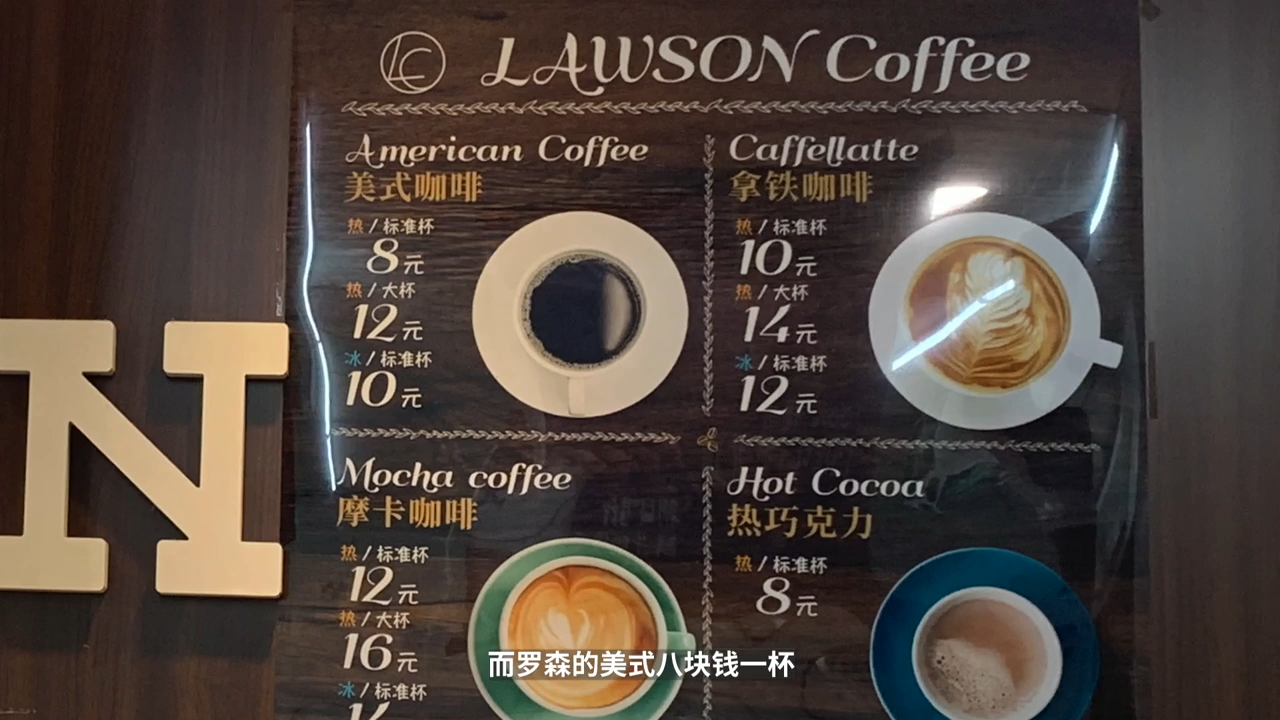 LC LAWSON Coffee
American Coffee
美式咖啡
热/标准杯
8元
热/大杯
12元
冰/标准杯
10元
Caffellatte
拿铁咖啡
热/标准杯
10元
热/大杯
14元
冰/标准杯
12元
Mocha coffee
摩卡咖啡
热/标准杯
12元
热/大杯
16元
冰/标准杯
Hot Cocoa
热巧克力
热/标准杯
8元
N
而罗森的美式八块钱一杯